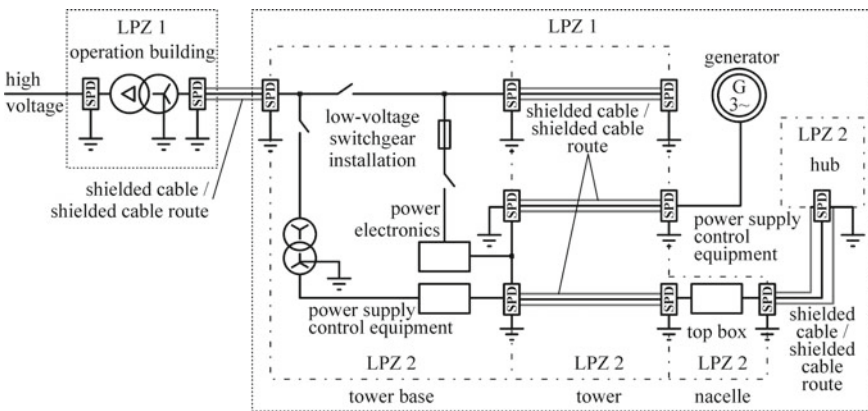 LPZ 1
operation building
high
voltage
SPD
SPD
shielded cable /
shielded cable route
LPZ 1
SPD
low-voltage
switchgear
installation
SPD
shielded cable /
shielded cable
route
SPD
generator
G
3~
LPZ 2
hub
SPD
power
electronics
SPD
SPD
power supply
control
equipment
power supply
control equipment
SPD
SPD
top box
SPD
shielded
cable /
shielded
cable
route
LPZ 2
LPZ 2
LPZ 2
tower base
tower
nacelle